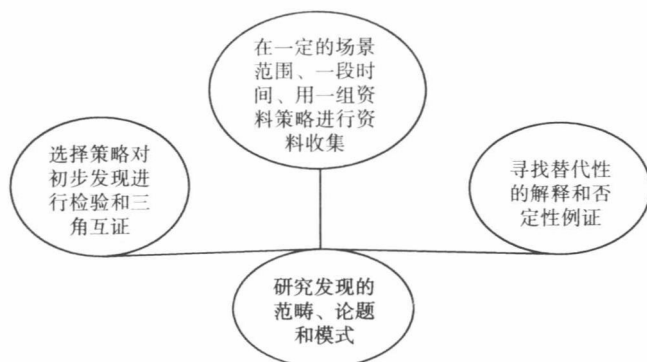 在一定的场景
范围、一段时
间、用一组资
料策略进行资
料收集
选择策略对
初步发现进
行检验和三
角互证
寻找替代性
的解释和否
定性例证
研究发现的
范畴、论题
和模式